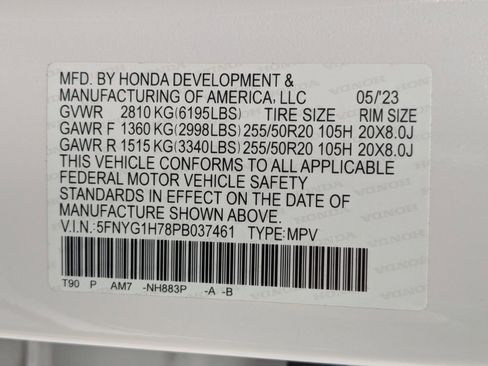 MFD. BY HONDA DEVELOPMENT &
MANUFACTURING OF AMERICA, LLC 05/'23
GVWR 2810 KG(6195LBS) TIRE SIZE RIM SIZE
GAWR F 1360 KG(2998LBS) 255/50R20 105H 20X8.0J
GAWR R 1515 KG(3340LBS) 255/50R20 105H 20X8.0J
THIS VEHICLE CONFORMS TO ALL APPLICABLE
FEDERAL MOTOR VEHICLE SAFETY
STANDARDS IN EFFECT ON THE DATE OF
MANUFACTURE SHOWN ABOVE.
V.I.N.:5FNYG1H78PB037461 TYPE:MPV
T90 P AM7 -NH883P -A -B